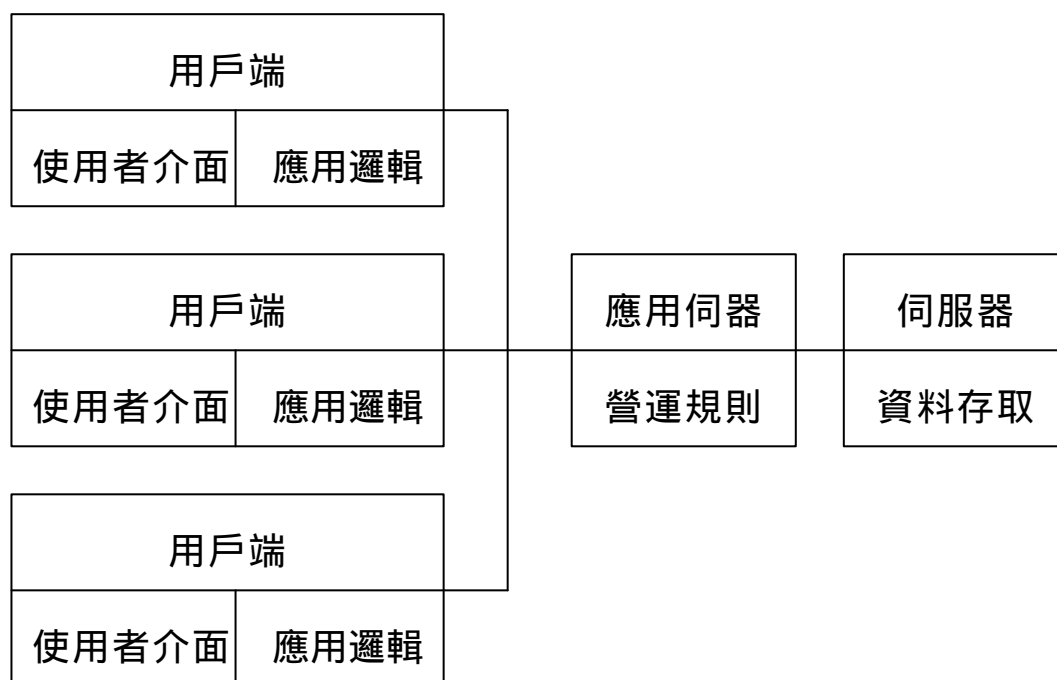 用戶端
使用者介面 應用邏輯
用戶端
使用者介面 應用邏輯
應用伺器
營運規則
伺服器
資料存取
用戶端
使用者介面 應用邏輯